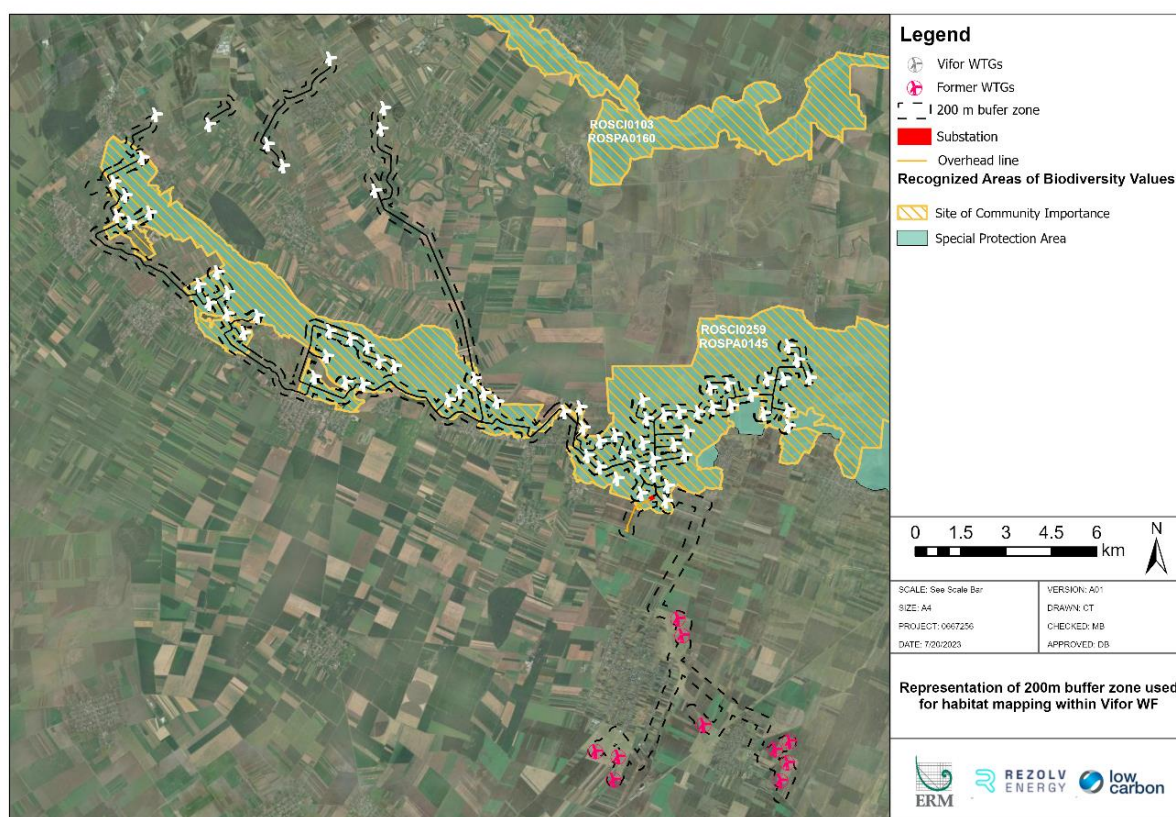 ROSCI0103
ROSPA0160
ROSCI0259
ROSPA0145
Legend
Vifor WTGs
Former WTGs
200 m bufer zone
Substation
Overhead line
Recognized Areas of Biodiversity Values
Site of Community Importance
Special Protection Area
0 1.5 3 4.5 6
km
N
SCALE: See Scale Bar
VERSION: A01
SIZE: A4
DRAWN: CT
PROJECT: 0667256
CHECKED: MB
DATE: 7/20/2023
APPROVED: DB
Representation of 200m buffer zone used
for habitat mapping within Vifor WF
ERM
REZOLV
ENERGY
low
carbon